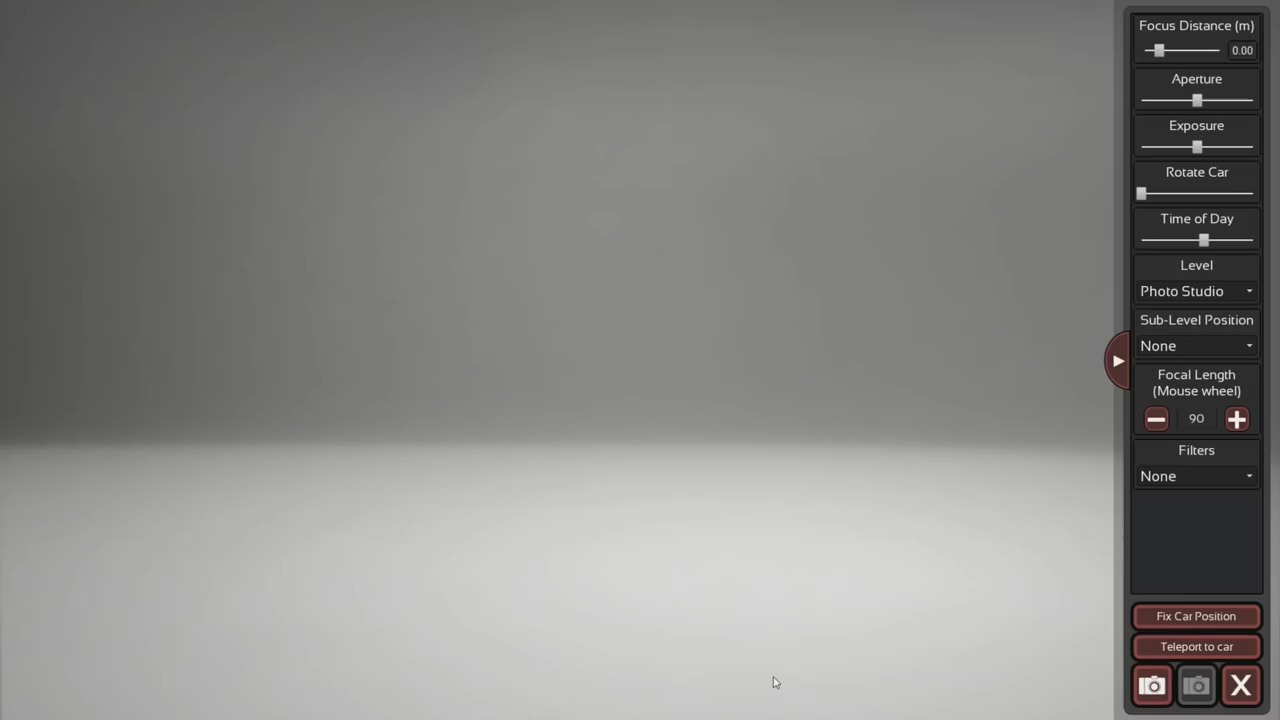 Focus Distance (m)
0.00
Aperture
Exposure
Rotate Car
Time of Day
Level
Photo Studio
Sub-Level Position
None
Focal Length
(Mouse wheel)
90
Filters
None
Fix Car Position
Teleport to car
X